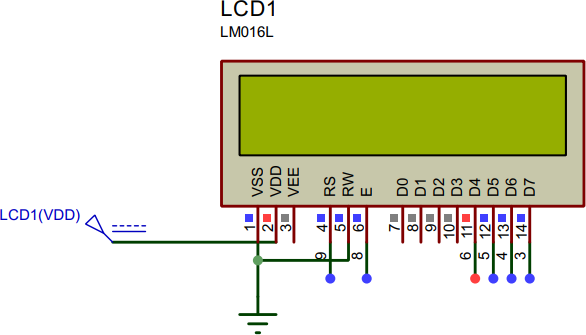 LCD1
LM016L
VSS
VDD
VEE
RS
RW
E
D0
D1
D2
D3
D4
D5
D6
D7
LCD1(VDD)
1
2
3
4
5
6
7
8
9
10
11
12
13
14
9
8
6
5
4
3